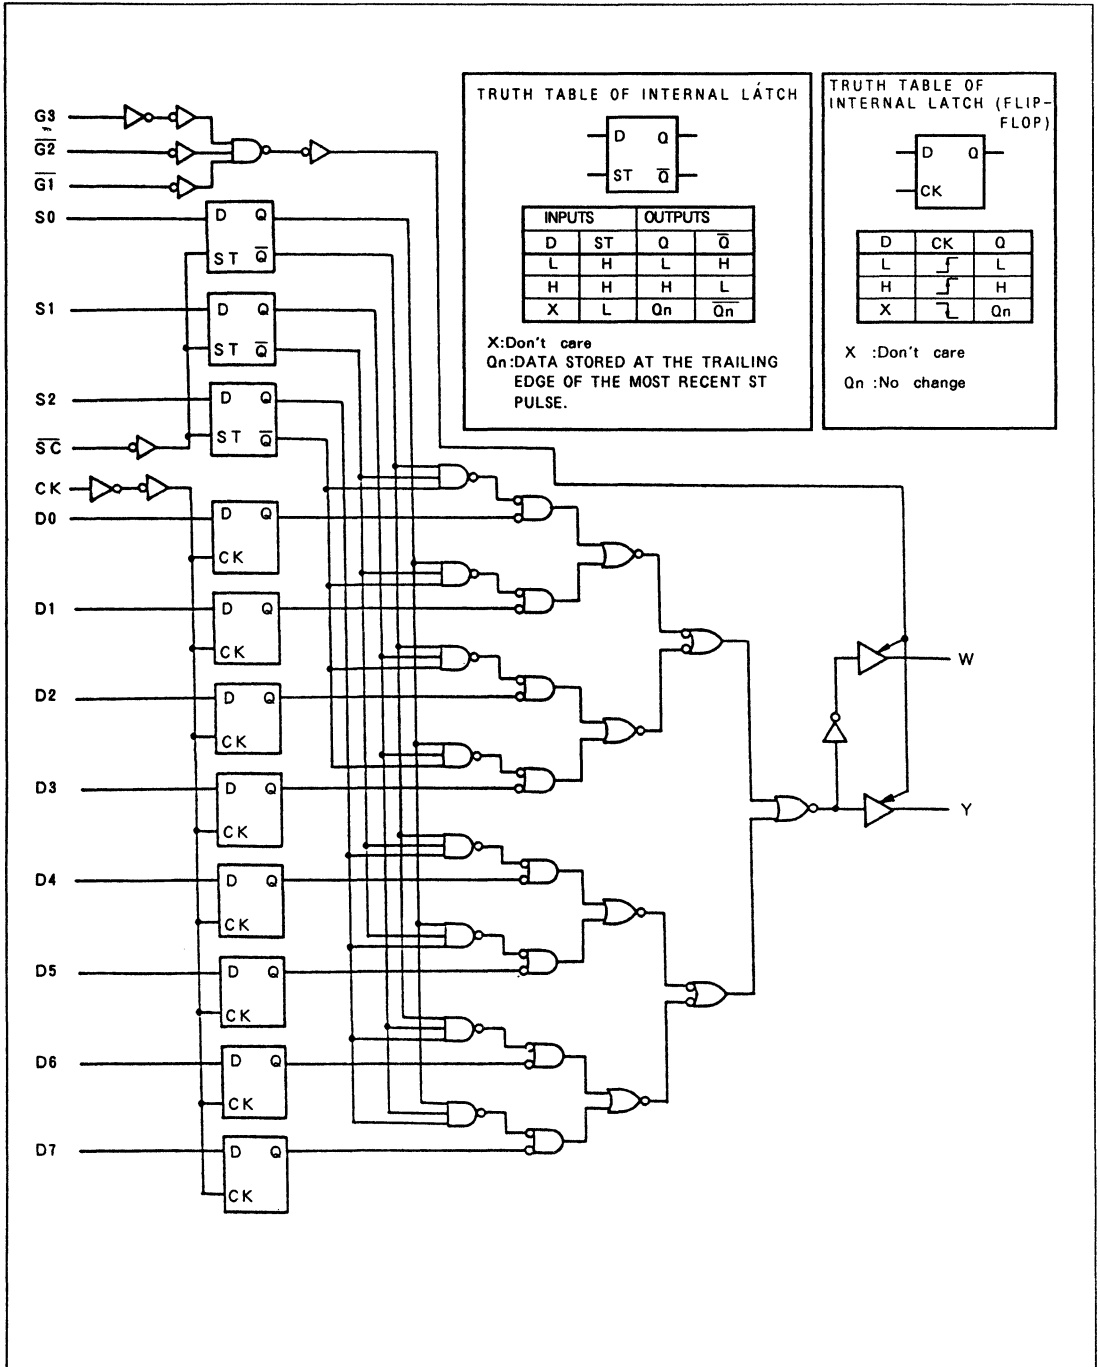 G3
G2
G1
S0
D Q
ST Q
S1
D Q
ST Q
S2
D Q
ST Q
SC
CK
D0
D Q
CK
D1
D Q
CK
D2
D Q
CK
D3
D Q
CK
D4
D Q
CK
D5
D Q
CK
D6
D Q
CK
D7
D Q
CK
TRUTH TABLE OF INTERNAL LATCH
D Q
ST Q
INPUTS OUTPUTS
D ST Q Q
L H L H
H H H L
X L Qn Qn
X:Don't care
Qn:DATA STORED AT THE TRAILING
EDGE OF THE MOST RECENT ST
PULSE.
TRUTH TABLE OF
INTERNAL LATCH (FLIP-
FLOP)
D Q
CK
D CK Q
L L
H H
X Qn
X :Don't care
Qn :No change
W
Y